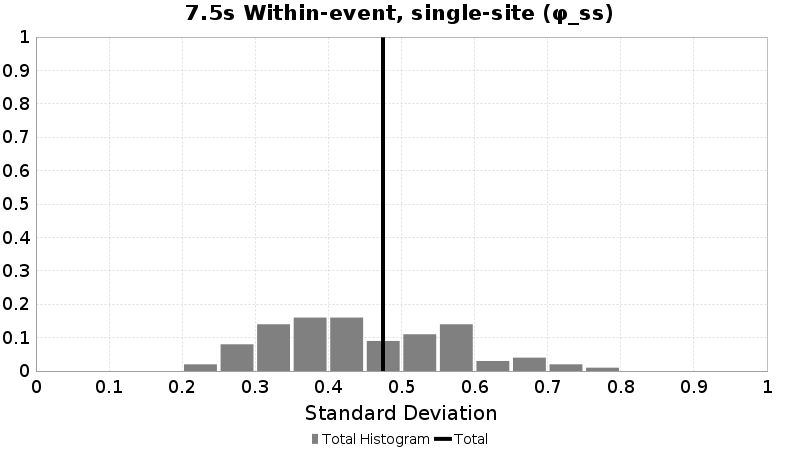 7.5s Within-event, single-site (φ_ss)
1
0.9
0.8
0.7
0.6
0.5
0.4
0.3
0.2
0.1
0
0 0.1 0.2 0.3 0.4 0.5 0.6 0.7 0.8 0.9 1
Standard Deviation
Total Histogram Total